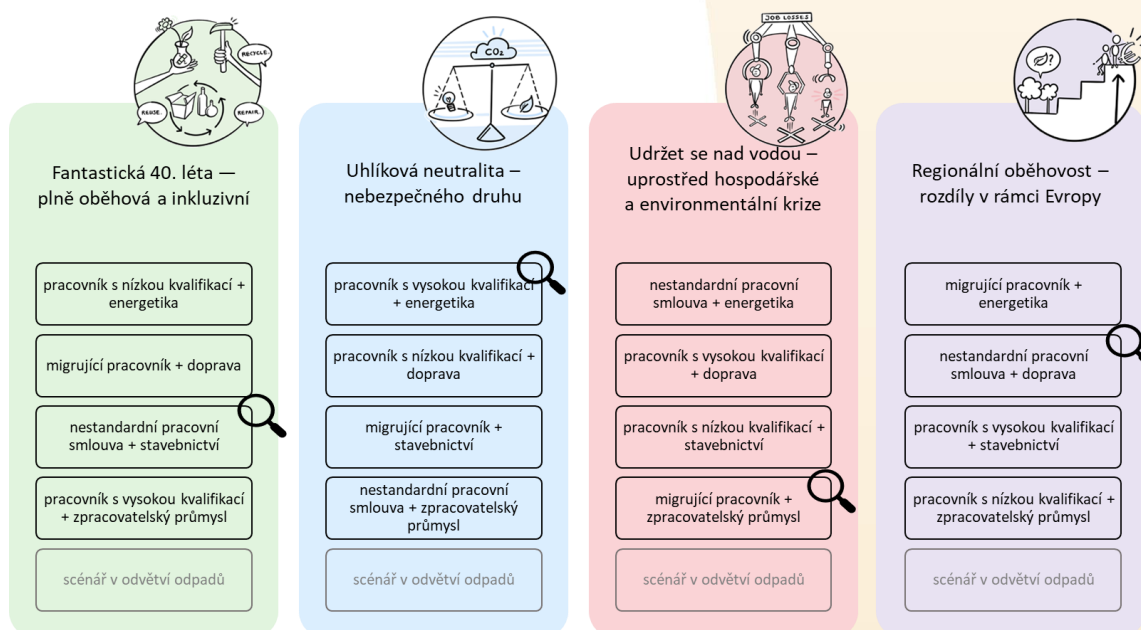 RECYCLE.
REUSE.
REPAIR.
Fantastická 40. léta —
plně oběhová a inkluzivní
pracovník s nízkou kvalifikací +
energetika
migrující pracovník + doprava
nestandardní pracovní
smlouva + stavebnictví
pracovník s vysokou kvalifikací
+ zpracovatelský průmysl
scénář v odvětví odpadů
CO₂
Uhlíková neutralita –
nebezpečného druhu
pracovník s vysokou kvalifikací
+ energetika
pracovník s nízkou kvalifikací +
doprava
migrující pracovník +
stavebnictví
nestandardní pracovní
smlouva + zpracovatelský
průmysl
scénář v odvětví odpadů
JOB LOSSES
Udržet se nad vodou –
uprostřed hospodářské
a environmentální krize
nestandardní pracovní
smlouva + energetika
pracovník s vysokou kvalifikací
+ doprava
pracovník s nízkou kvalifikací +
stavebnictví
migrující pracovník +
zpracovatelský průmysl
scénář v odvětví odpadů
?
Regionální oběhovost –
rozdíly v rámci Evropy
migrující pracovník +
energetika
nestandardní pracovní
smlouva + doprava
pracovník s vysokou kvalifikací
+ stavebnictví
pracovník s nízkou kvalifikací +
zpracovatelský průmysl
scénář v odvětví odpadů